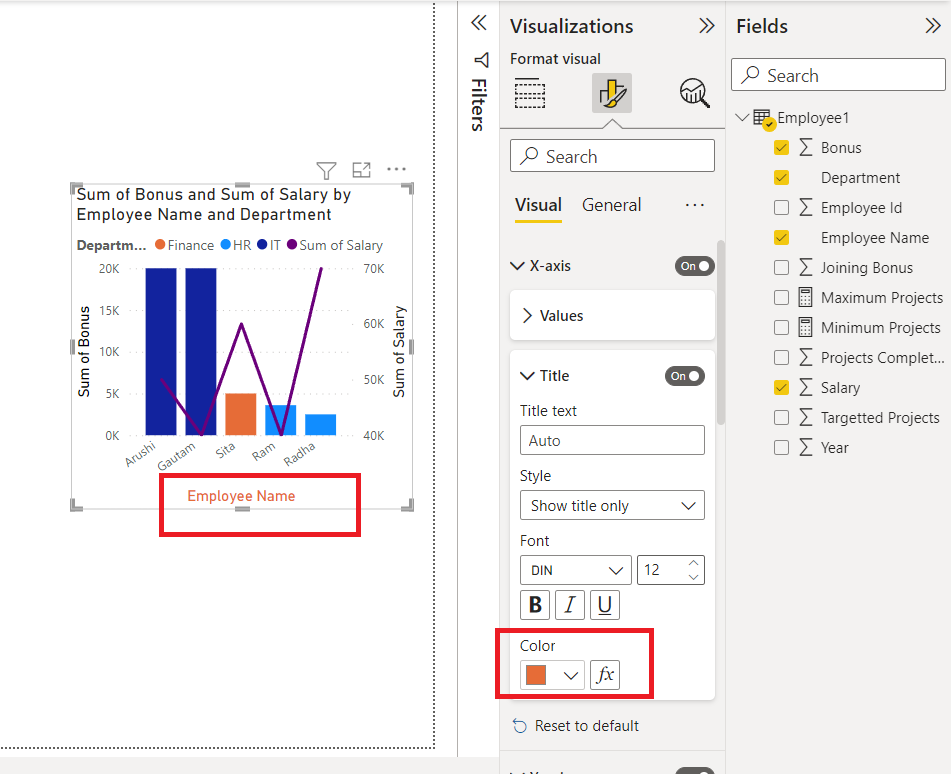 Sum of Bonus and Sum of Salary by
Employee Name and Department
Departm... Finance HR IT Sum of Salary
20K
15K
10K
5K
0K
Sum of Bonus
70K
60K
50K
40K
Sum of Salary
Arushi
Gautam
Sita
Ram
Radha
Employee Name
Filters
Visualizations
Format visual
Search
Visual General ...
X-axis On
Values
Title On
Title text
Auto
Style
Show title only
Font
DIN 12
B I U
Color
fx
Reset to default
Fields
Search
Employee1
∑ Bonus
Department
∑ Employee Id
Employee Name
∑ Joining Bonus
Maximum Projects
Minimum Projects
∑ Projects Complet...
∑ Salary
∑ Targetted Projects
∑ Year